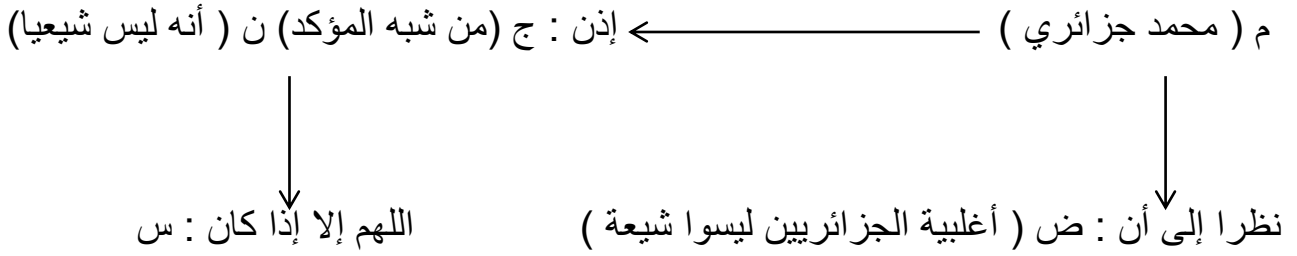 م ( محمد جزائري ) إذن : ج (من شبه المؤكد) ن ( أنه ليس شيعيا)
نظرا إلى أن : ض ( أغلبية الجزائريين ليسوا شيعة ) اللهم إلا إذا كان : س